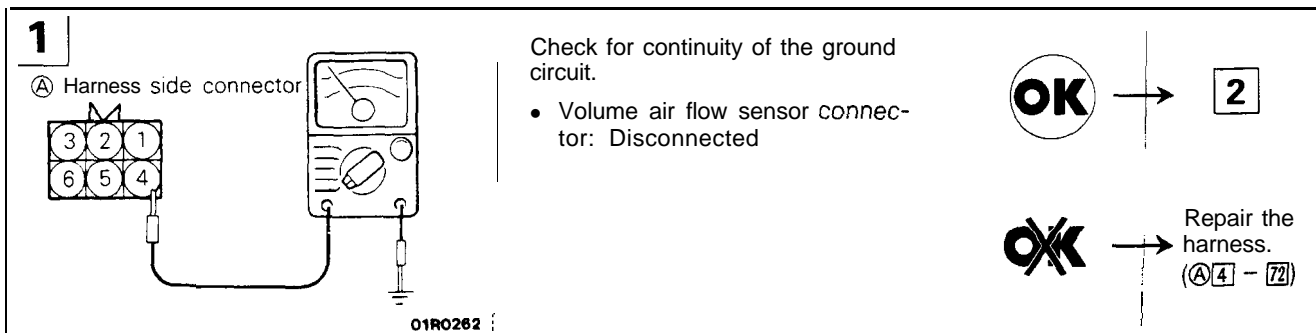 1
Ⓐ Harness side connector
3 2 1
6 5 4
01R0262
Check for continuity of the ground
circuit.
• Volume air flow sensor connec-
tor: Disconnected
OK → 2
OK → Repair the
harness.
(Ⓐ4 – 72)